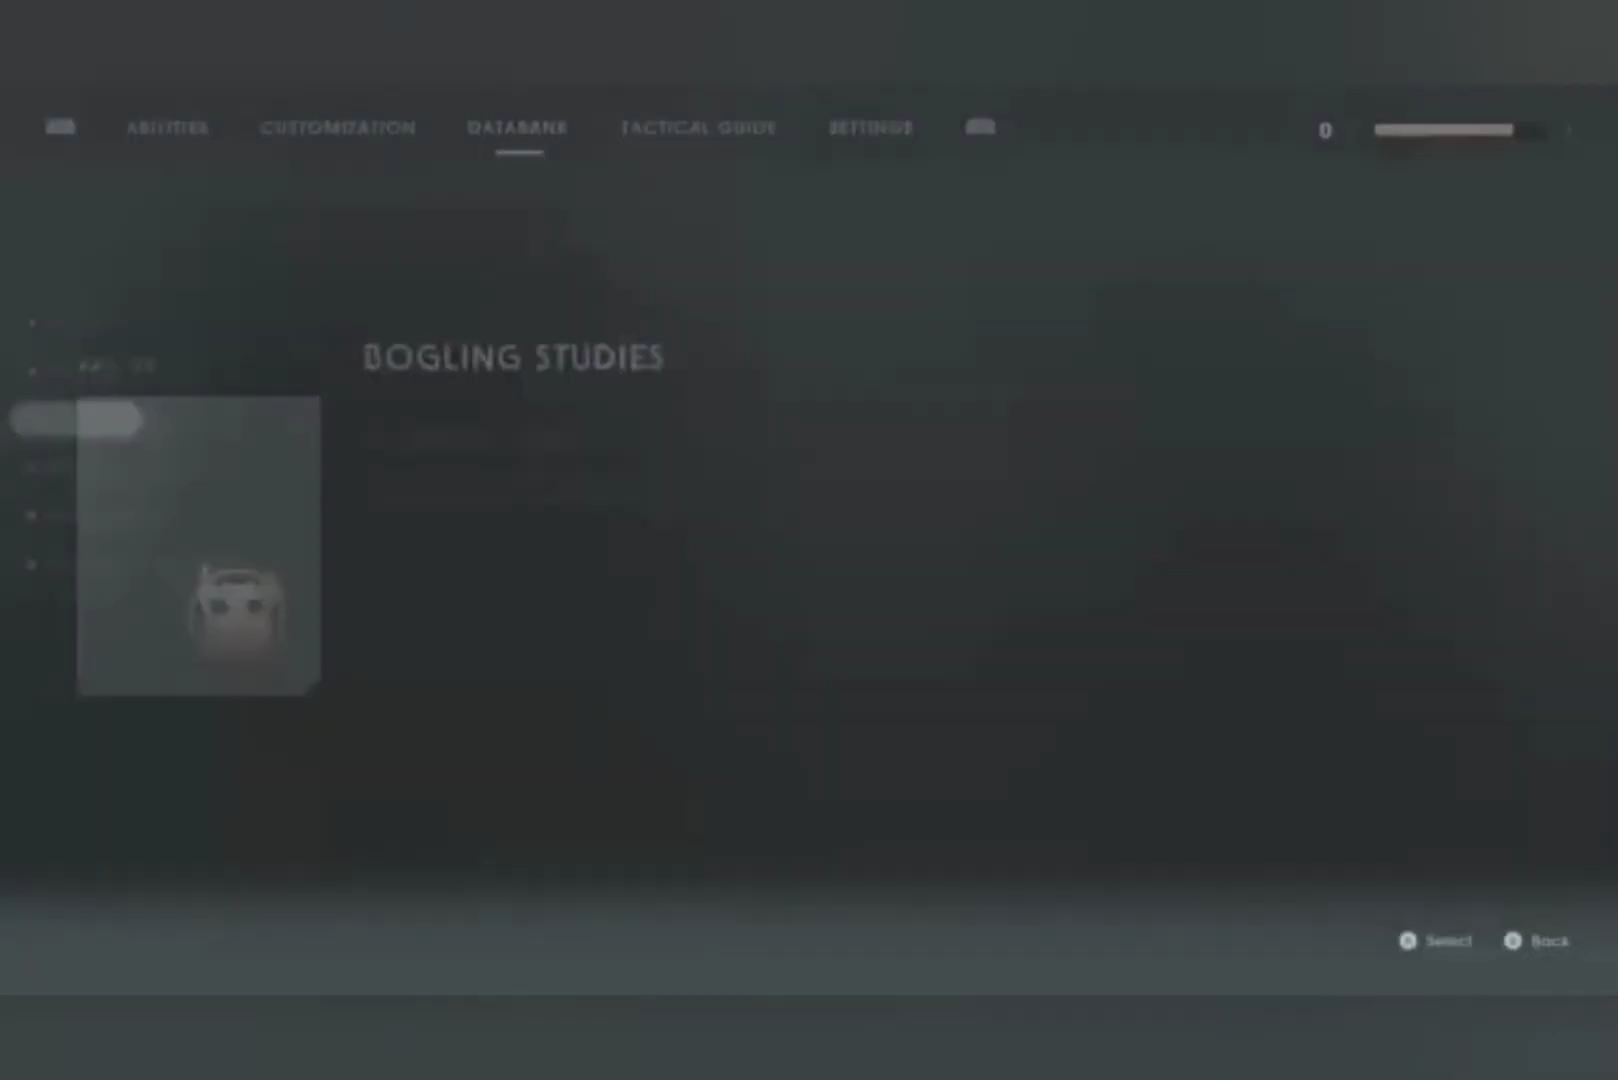 ABILITIES CUSTOMIZATION DATABANK TACTICAL GUIDE SETTINGS 0
BOGLING STUDIES
Select Back